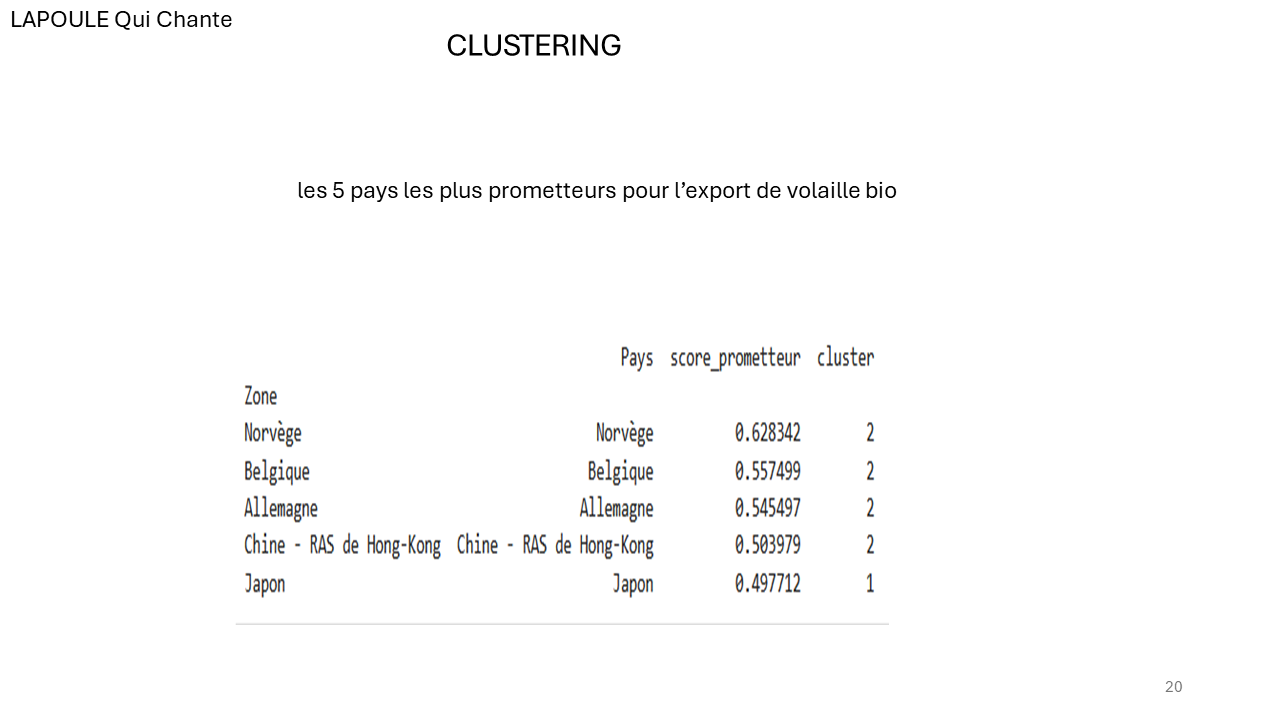 LAPOULE Qui Chante
CLUSTERING
les 5 pays les plus prometteurs pour l’export de volaille bio
Pays score_prometteur cluster
Zone
Norvège Norvège 0.628342 2
Belgique Belgique 0.557499 2
Allemagne Allemagne 0.545497 2
Chine - RAS de Hong-Kong Chine - RAS de Hong-Kong 0.503979 2
Japon Japon 0.497712 1
20